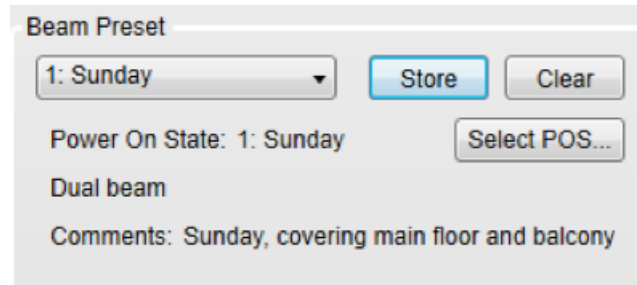 Beam Preset
1: Sunday Store Clear
Power On State: 1: Sunday Select POS...
Dual beam
Comments: Sunday, covering main floor and balcony